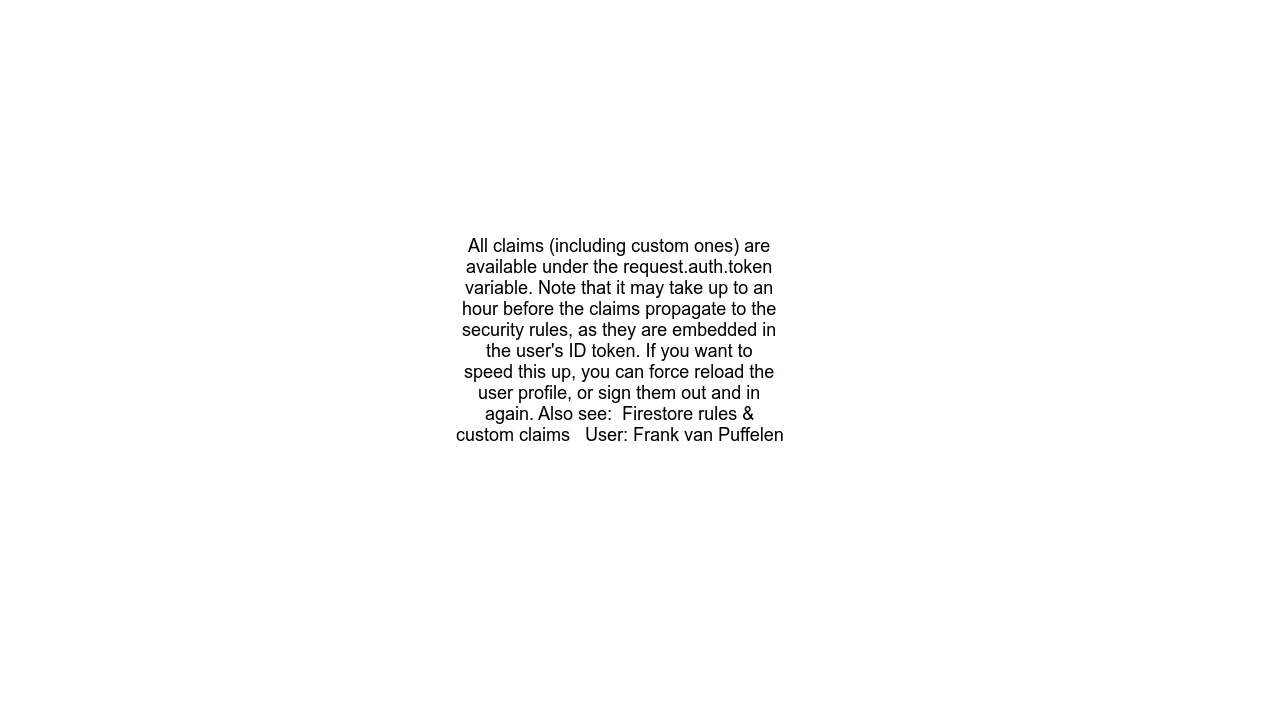 All claims (including custom ones) are
available under the request.auth.token
variable. Note that it may take up to an
hour before the claims propagate to the
security rules, as they are embedded in
the user's ID token. If you want to
speed this up, you can force reload the
user profile, or sign them out and in
again. Also see:  Firestore rules &
custom claims   User: Frank van Puffelen